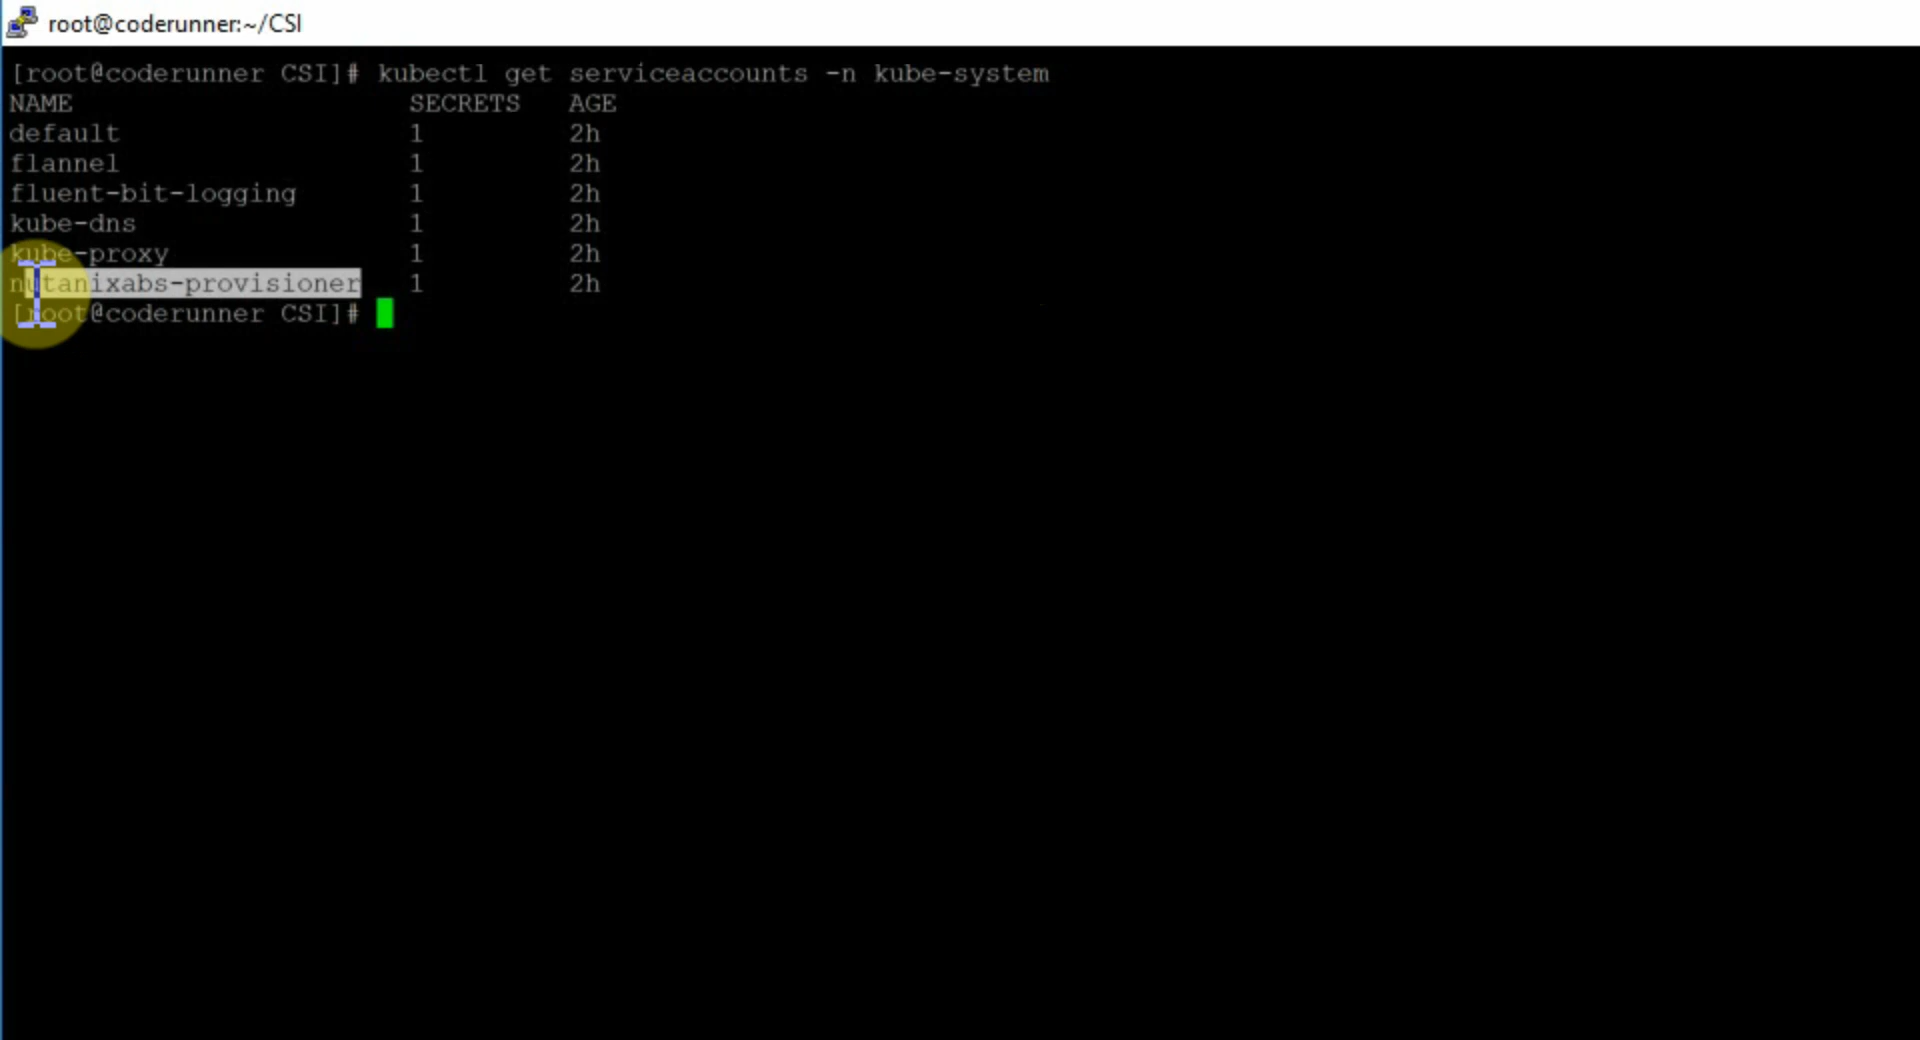 root@coderunner:~/CSI
[root@coderunner CSI]# kubectl get serviceaccounts -n kube-system
NAME SECRETS AGE
default 1 2h
flannel 1 2h
fluent-bit-logging 1 2h
kube-dns 1 2h
kube-proxy 1 2h
nutanixabs-provisioner 1 2h
[root@coderunner CSI]#